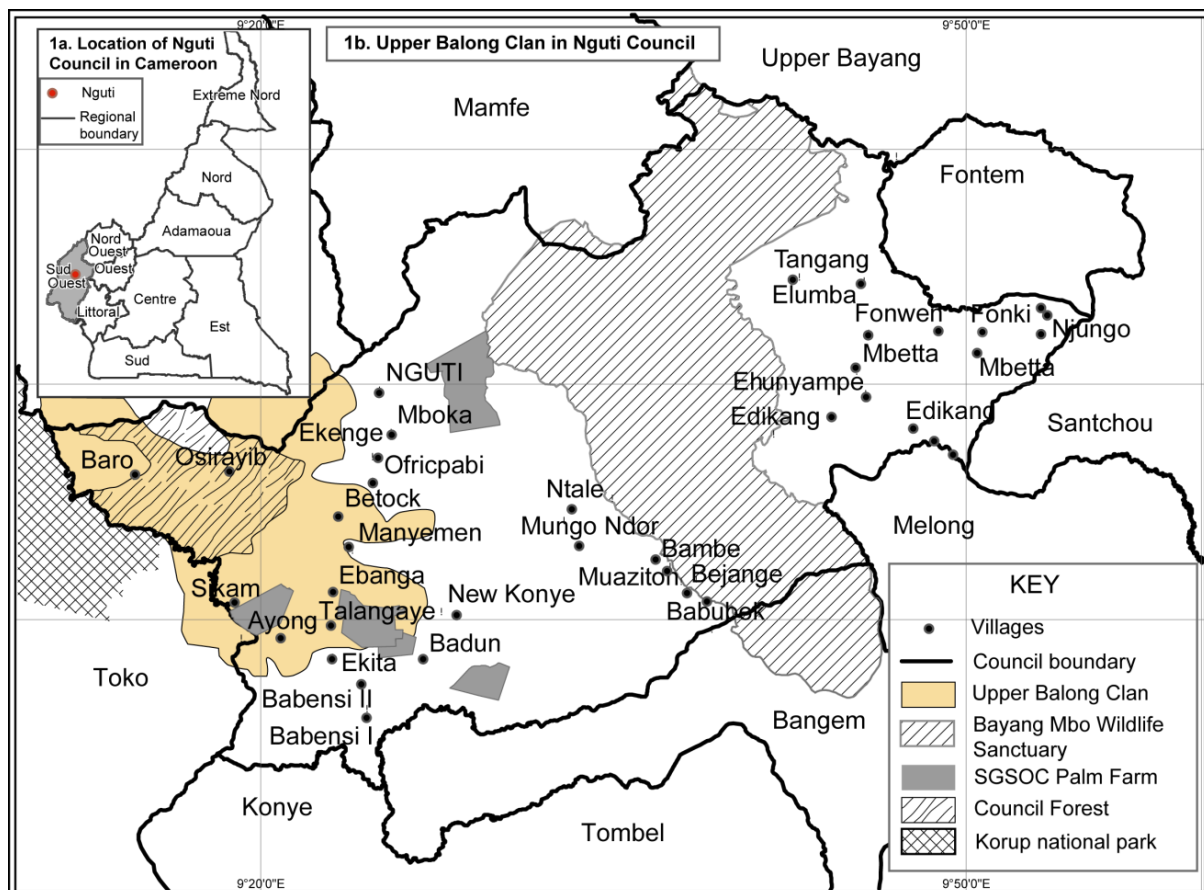 9°20'0"E
9°50'0"E
1a. Location of Nguti
Council in Cameroon
Nguti
Regional
boundary
Extreme Nord
Nord
Adamaoua
Nord
Ouest
Ouest
Sud
Ouest
Littoral
Centre
Est
Sud
1b. Upper Balong Clan in Nguti Council
Upper Bayang
Mamfe
Fontem
Tangang
Elumba
Fonwen
Fonki
Njungo
Mbetta
Mbetta
Ehunyampe
Edikang
Edikang
Santchou
NGUTI
Mboka
Ekenge
Ofricpabi
Baro
Osirayib
Betock
Manyemen
Ntale
Mungo Ndor
Melong
Bambe
Muaziton
Bejange
Babubok
Sikam
Ebanga
New Konye
Ayong
Talangaye
Badun
Ekita
Toko
Babensi II
Babensi I
Bangem
Konye
Tombel
KEY
Villages
Council boundary
Upper Balong Clan
Bayang Mbo Wildlife
Sanctuary
SGSOC Palm Farm
Council Forest
Korup national park
9°20'0"E
9°50'0"E